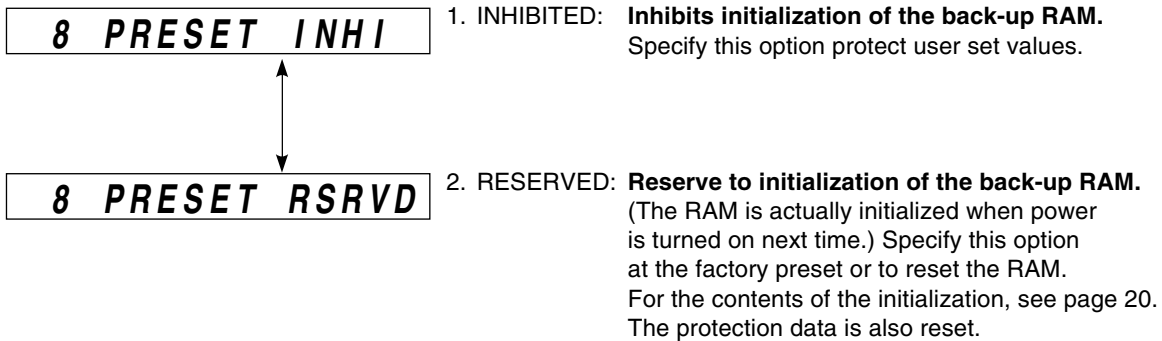 8 PRESET INHI
1. INHIBITED: Inhibits initialization of the back-up RAM.
Specify this option protect user set values.
8 PRESET RSRVD
2. RESERVED: Reserve to initialization of the back-up RAM.
(The RAM is actually initialized when power
is turned on next time.) Specify this option
at the factory preset or to reset the RAM.
For the contents of the initialization, see page 20.
The protection data is also reset.